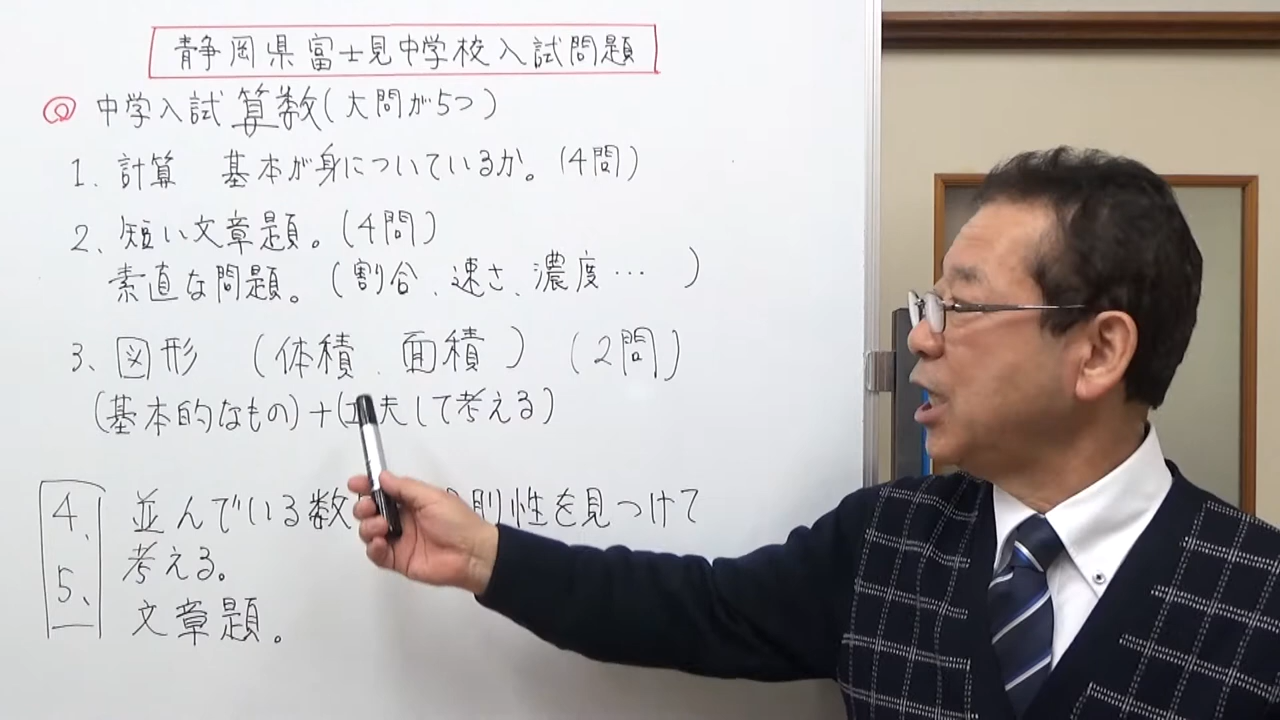 静岡県富士見中学校入試問題
◎ 中学入試算数(大問が5つ)
1、計算 基本が身についているか。(4問)
2、短い文章題。(4問)
素直な問題。(割合、速さ、濃度… )
3、図形 (体積、面積) (2問)
(基本的なもの)+(工夫して考える)
4、並んでいる数 則性を見つけて
考える。
5、文章題。